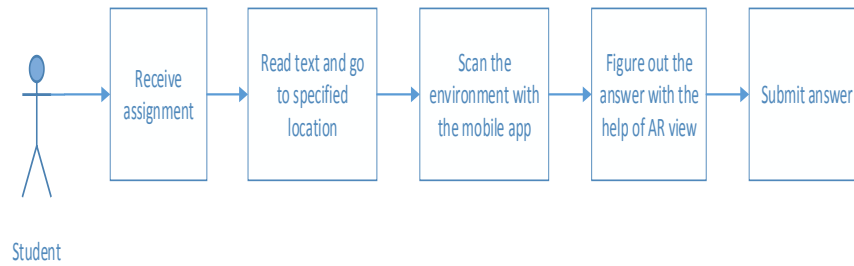 Receive
assignment
Read text and go
to specified
location
Scan the
environment with
the mobile app
Figure out the
answer with the
help of AR view
Submit answer
Student